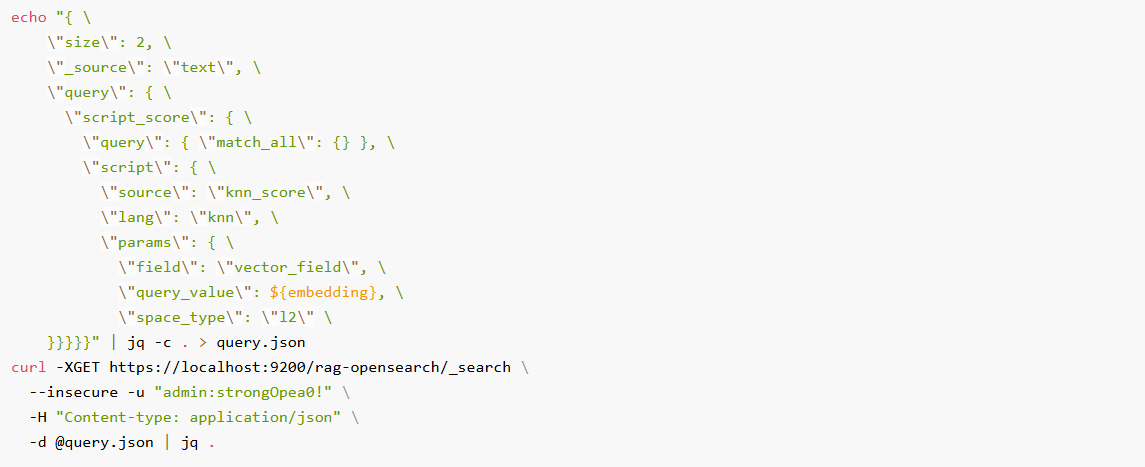 echo "{ \
    \"size\": 2, \
    \"_source\": \"text\", \
    \"query\": { \
      \"script_score\": { \
        \"query\": { \"match_all\": {} }, \
        \"script\": { \
          \"source\": \"knn_score\", \
          \"lang\": \"knn\", \
          \"params\": { \
            \"field\": \"vector_field\", \
            \"query_value\": ${embedding}, \
            \"space_type\": \"l2\" \
    }}}}}" | jq -c . > query.json
curl -XGET https://localhost:9200/rag-opensearch/_search \
  --insecure -u "admin:strongOpea0!" \
  -H "Content-type: application/json" \
  -d @query.json | jq .